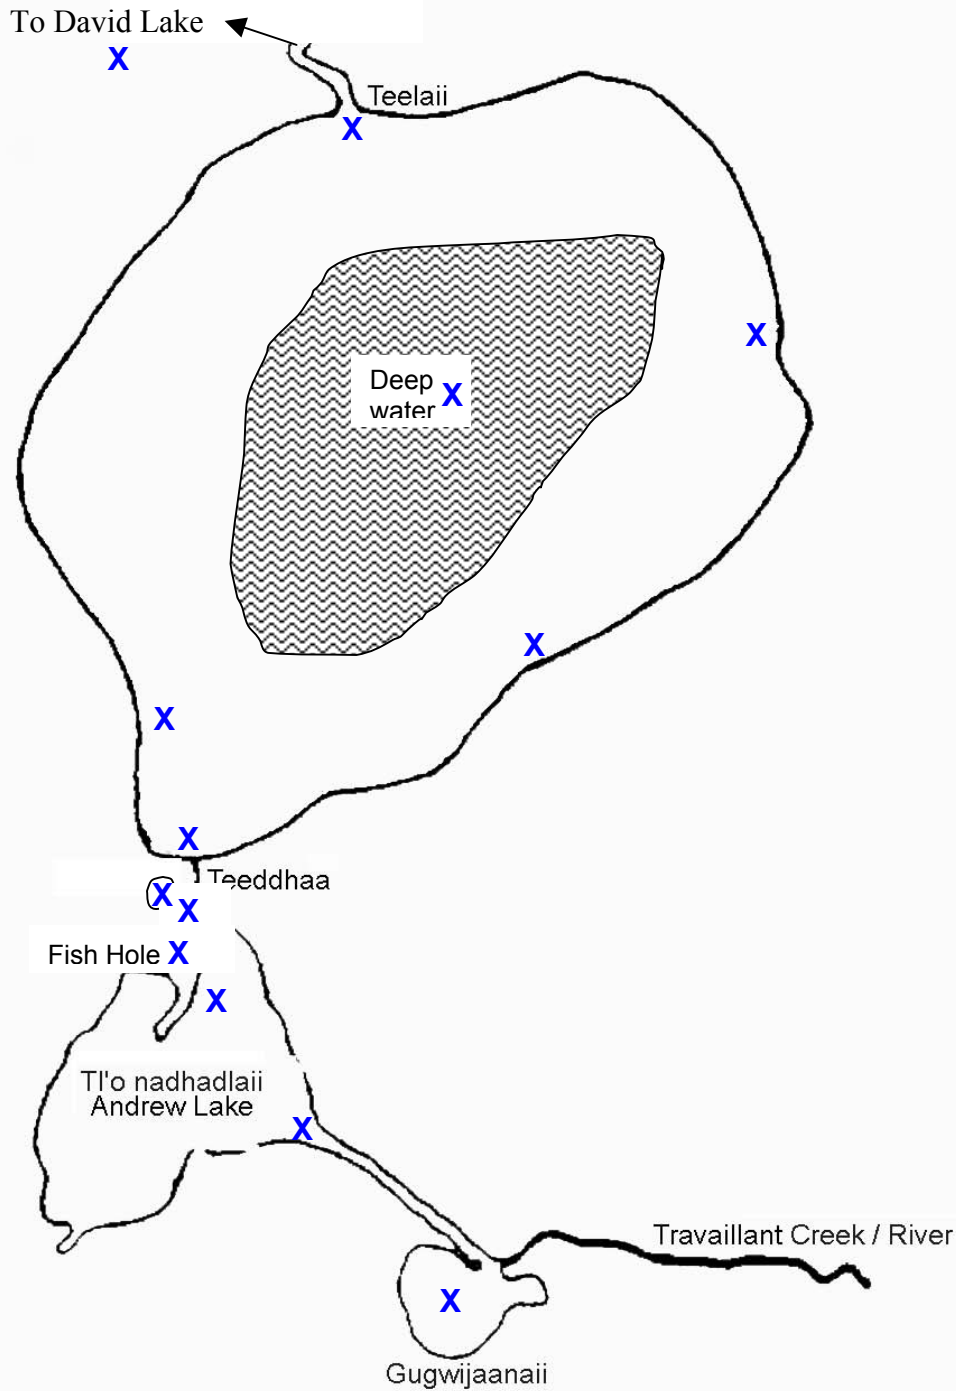 To David Lake
X
Teelaii
X
X
Deep X
water
X
X
X
Teeddhaa
X
X
Fish Hole X
X
Tl'o nadhadlaii
Andrew Lake
X
Travaillant Creek / River
X
Gugwijaanaii